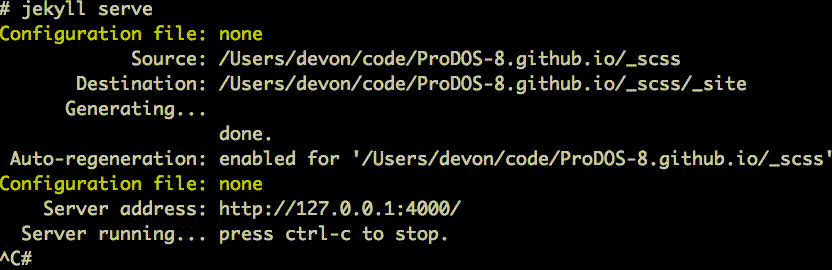 # jekyll serve
Configuration file: none
Source: /Users/devon/code/ProDOS-8.github.io/_scss
Destination: /Users/devon/code/ProDOS-8.github.io/_scss/_site
Generating...
done.
Auto-regeneration: enabled for '/Users/devon/code/ProDOS-8.github.io/_scss'
Configuration file: none
Server address: http://127.0.0.1:4000/
Server running... press ctrl-c to stop.
^C#